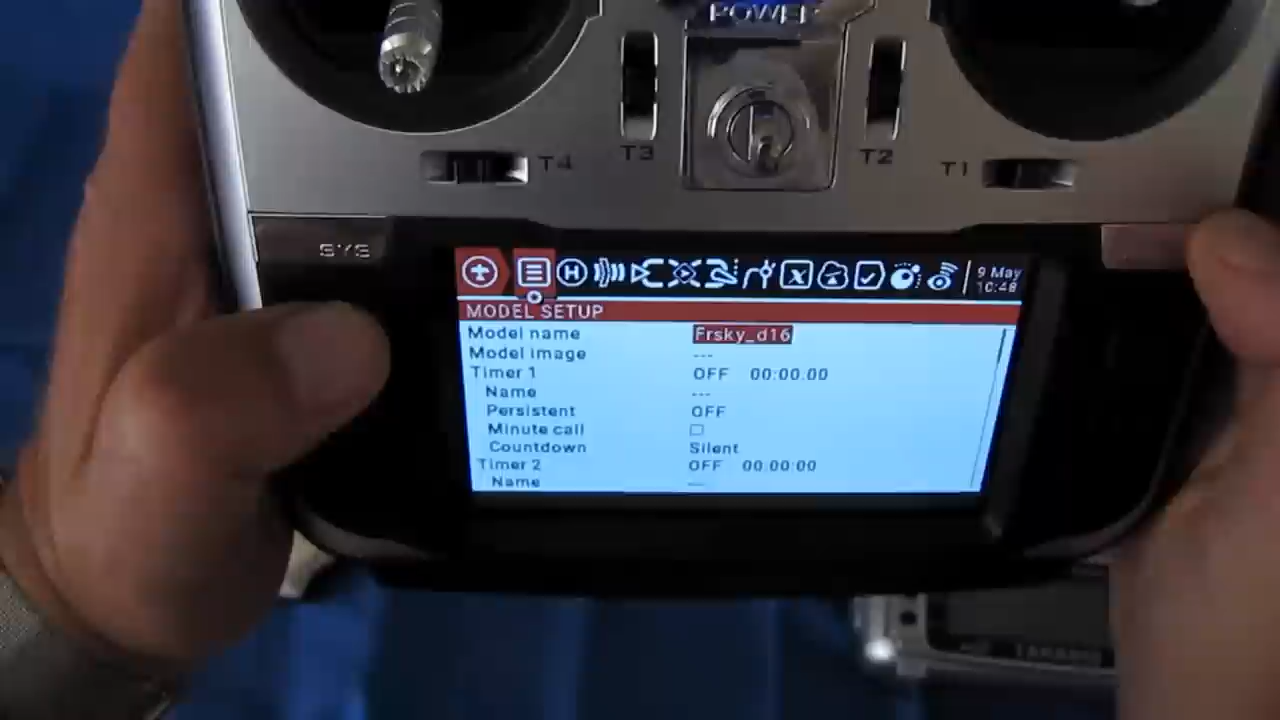 POWER
T4
T3
T2
T1
SYS
9 May
10:48
MODEL SETUP
Model name Frsky_d16
Model image ---
Timer 1 OFF 00:00.00
Name ---
Persistent OFF
Minute call
Countdown Silent
Timer 2 OFF 00:00:00
Name ---
TARANIS